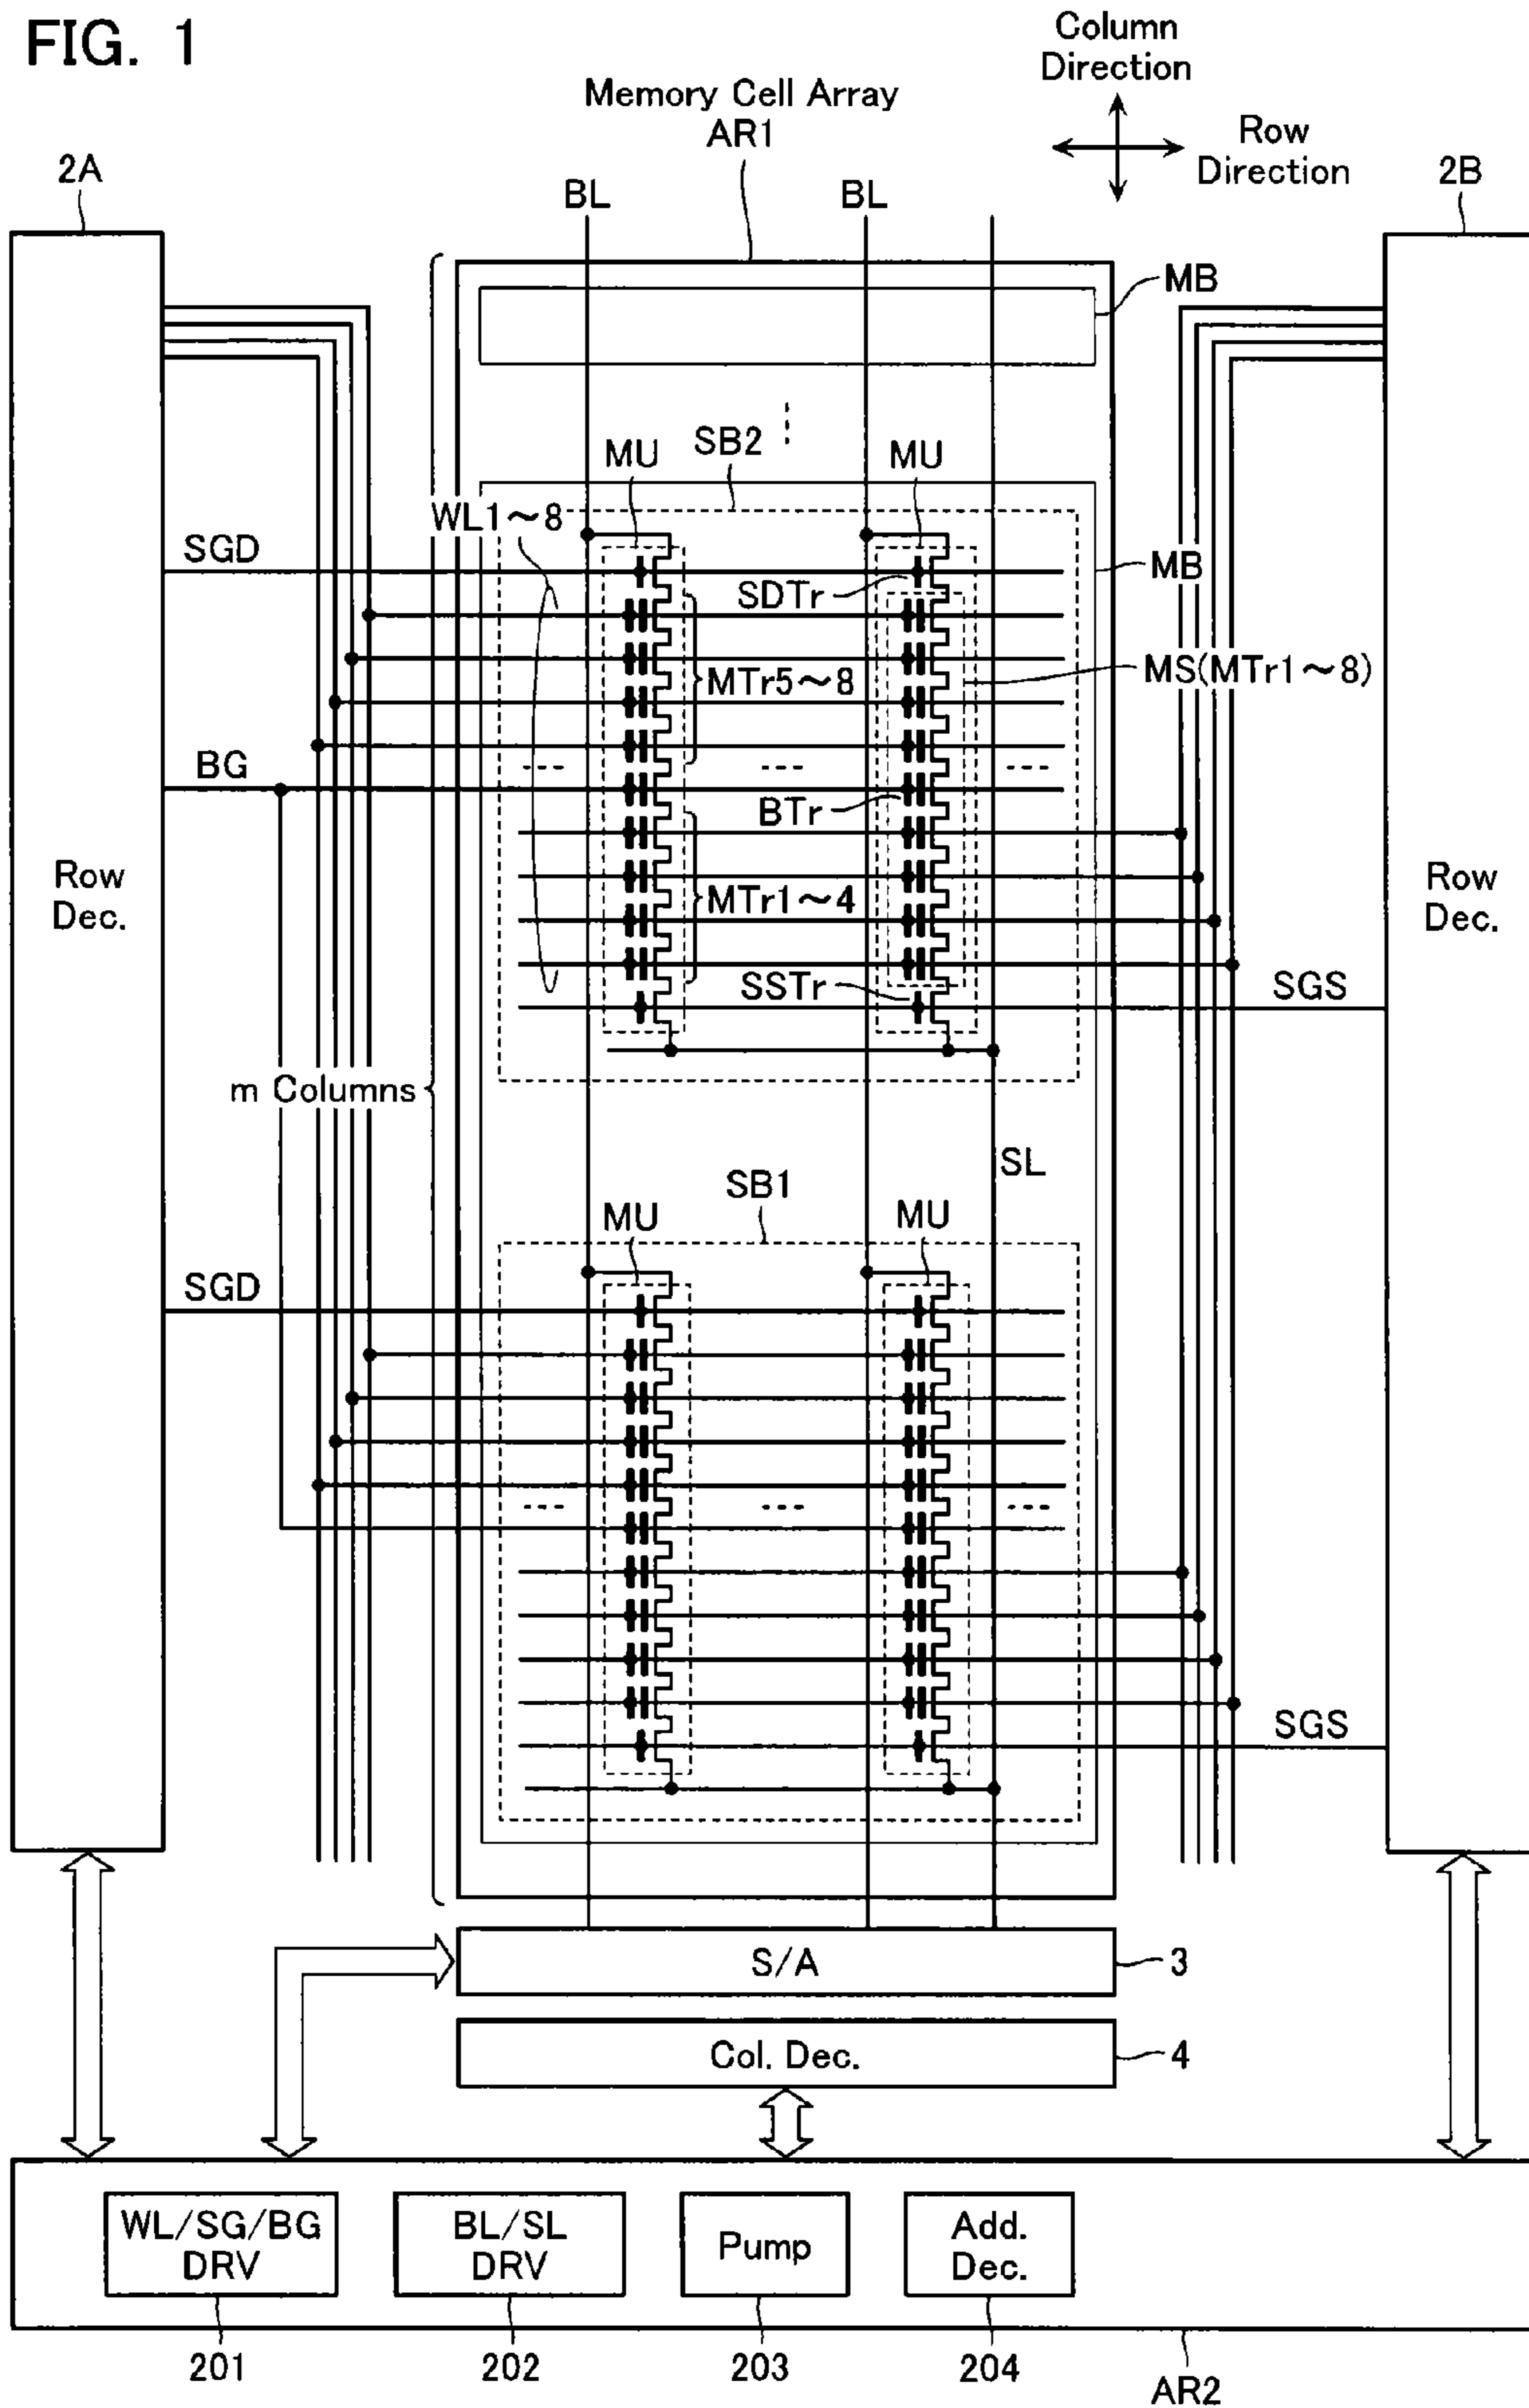 FIG. 1
Column
Direction
Row
Direction
Memory Cell Array
AR1
2A
BL
BL
2B
MB
SB2
MU
MU
WL1～8
SGD
SDTr
MB
MTr5～8
MS(MTr1～8)
BG
BTr
Row
Dec.
Row
Dec.
MTr1～4
SSTr
SGS
m Columns
SL
SB1
MU
MU
SGD
SGS
S/A
3
Col. Dec.
4
WL/SG/BG
DRV
BL/SL
DRV
Pump
Add.
Dec.
201
202
203
204
AR2